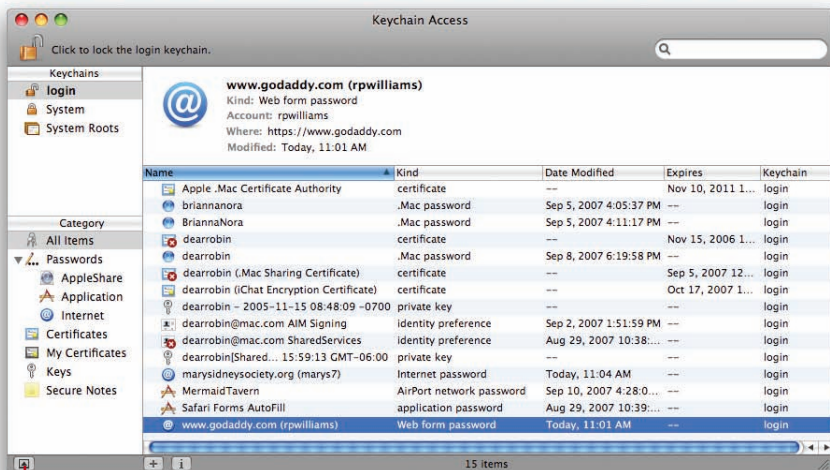 Keychain Access
Click to lock the login keychain.
Keychains
login
System
System Roots
www.godaddy.com (rpwilliams)
Kind: Web form password
Account: rpwilliams
Where: https://www.godaddy.com
Modified: Today, 11:01 AM
Name Kind Date Modified Expires Keychain
Apple .Mac Certificate Authority certificate -- Nov 10, 2011 1... login
briannanora .Mac password Sep 5, 2007 4:05:37 PM -- login
BriannaNora .Mac password Sep 5, 2007 4:11:17 PM -- login
dearrobin certificate -- Nov 15, 2006 1... login
dearrobin .Mac password Sep 8, 2007 6:19:58 PM -- login
dearrobin (.Mac Sharing Certificate) certificate -- Sep 5, 2007 12... login
dearrobin (iChat Encryption Certificate) certificate -- Oct 17, 2007 1... login
dearrobin – 2005-11-15 08:48:09 -0700 private key -- -- login
dearrobin@mac.com AIM Signing identity preference Sep 2, 2007 1:51:59 PM -- login
dearrobin@mac.com SharedServices identity preference Aug 29, 2007 10:38:... -- login
dearrobin[Shared... 15:59:13 GMT-06:00 private key -- -- login
marysidneysociety.org (marys7) Internet password Today, 11:04 AM -- login
MermaidTavern AirPort network password Sep 10, 2007 4:28:0... -- login
Safari Forms AutoFill application password Aug 29, 2007 10:39:... -- login
www.godaddy.com (rpwilliams) Web form password Today, 11:01 AM -- login
Category
All Items
Passwords
AppleShare
Application
Internet
Certificates
My Certificates
Keys
Secure Notes
15 items